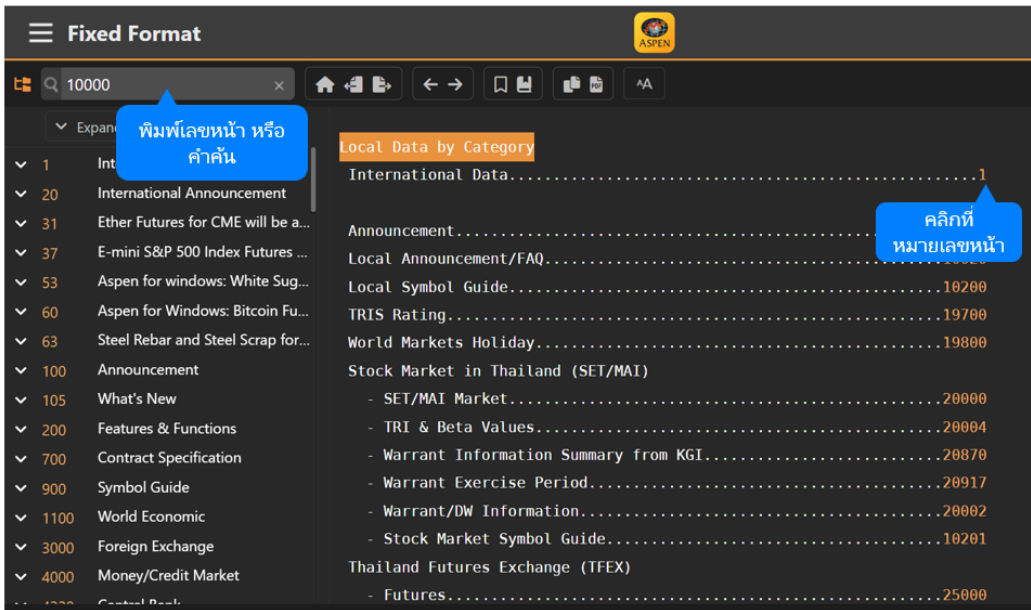 Fixed Format
ASPEN
10000
PDF
AA
Expan
พิมพ์เลขหน้า หรือ
คำค้น
1 Int
20 International Announcement
31 Ether Futures for CME will be a...
37 E-mini S&P 500 Index Futures ...
53 Aspen for windows: White Sug...
60 Aspen for Windows: Bitcoin Fu...
63 Steel Rebar and Steel Scrap for...
100 Announcement
105 What's New
200 Features & Functions
700 Contract Specification
900 Symbol Guide
1100 World Economic
3000 Foreign Exchange
4000 Money/Credit Market
Local Data by Category
International Data.....................................................1
คลิกที่
หมายเลขหน้า
Announcement................................................
Local Announcement/FAQ......................................
Local Symbol Guide.................................................10200
TRIS Rating........................................................19700
World Markets Holiday..............................................19800
Stock Market in Thailand (SET/MAI)
- SET/MAI Market.................................................20000
- TRI & Beta Values..............................................20004
- Warrant Information Summary from KGI...........................20870
- Warrant Exercise Period........................................20917
- Warrant/DW Information.........................................20002
- Stock Market Symbol Guide......................................10201
Thailand Futures Exchange (TFEX)
- Futures........................................................25000